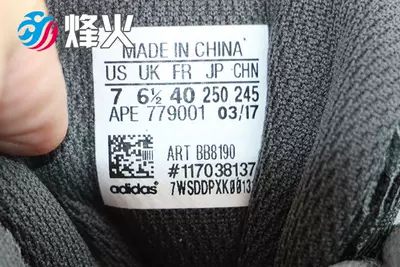 烽火
MADE IN CHINA
US UK FR JP CHN
7 6½ 40 250 245
APE 779001 03/17
ART BB8190
#117038137
adidas 7WSDDPXK0013